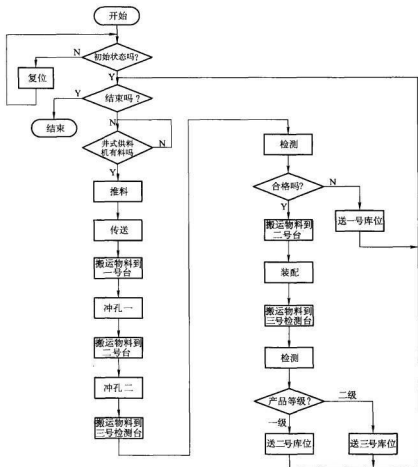 开始
初始状态吗?
N
复位
Y
Y
结束吗?
结束
N
井式供料
机有料吗
N
Y
推料
传送
搬运物料到
一号台
冲孔一
搬运物料到
二号台
冲孔二
搬运物料到
三号检测台
检测
合格吗?
N
Y
送一号库位
搬运物料到
二号台
装配
搬运物料到
三号检测台
检测
产品等级?
二级
一级
送二号库位
送三号库位